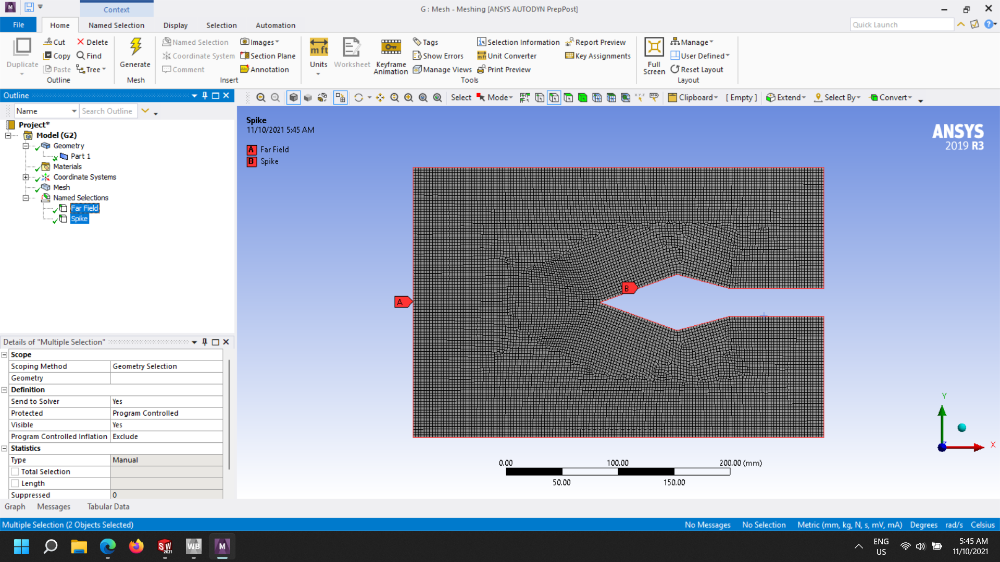 M
Context
G : Mesh - Meshing [ANSYS AUTODYN PrepPost]
File
Home
Named Selection
Display
Selection
Automation
Quick Launch
Duplicate
Cut
Copy
Paste
Delete
Find
Tree
Outline
Generate
Mesh
Named Selection
Coordinate System
Comment
Images
Section Plane
Annotation
Insert
m ft
Units
Worksheet
Keyframe
Animation
Tags
Show Errors
Manage Views
Selection Information
Unit Converter
Print Preview
Report Preview
Key Assignments
Tools
Full
Screen
Manage
User Defined
Reset Layout
Layout
Outline
Name
Search Outline
Select
Mode
Clipboard
[ Empty ]
Extend
Select By
Convert
Project*
Model (G2)
Geometry
Part 1
Materials
Coordinate Systems
Mesh
Named Selections
Far Field
Spike
Spike
11/10/2021 5:45 AM
A Far Field
B Spike
ANSYS
2019 R3
A
B
Y
X
Z
0.00 100.00 200.00 (mm)
50.00 150.00
Details of "Multiple Selection"
Scope
Scoping Method Geometry Selection
Geometry
Definition
Send to Solver Yes
Protected Program Controlled
Visible Yes
Program Controlled Inflation Exclude
Statistics
Type Manual
Total Selection
Length
Suppressed 0
Graph Messages Tabular Data
Multiple Selection (2 Objects Selected)
No Messages No Selection Metric (mm, kg, N, s, mV, mA) Degrees rad/s Celsius
SW
2021
WB
M
ENG
US
5:45 AM
11/10/2021